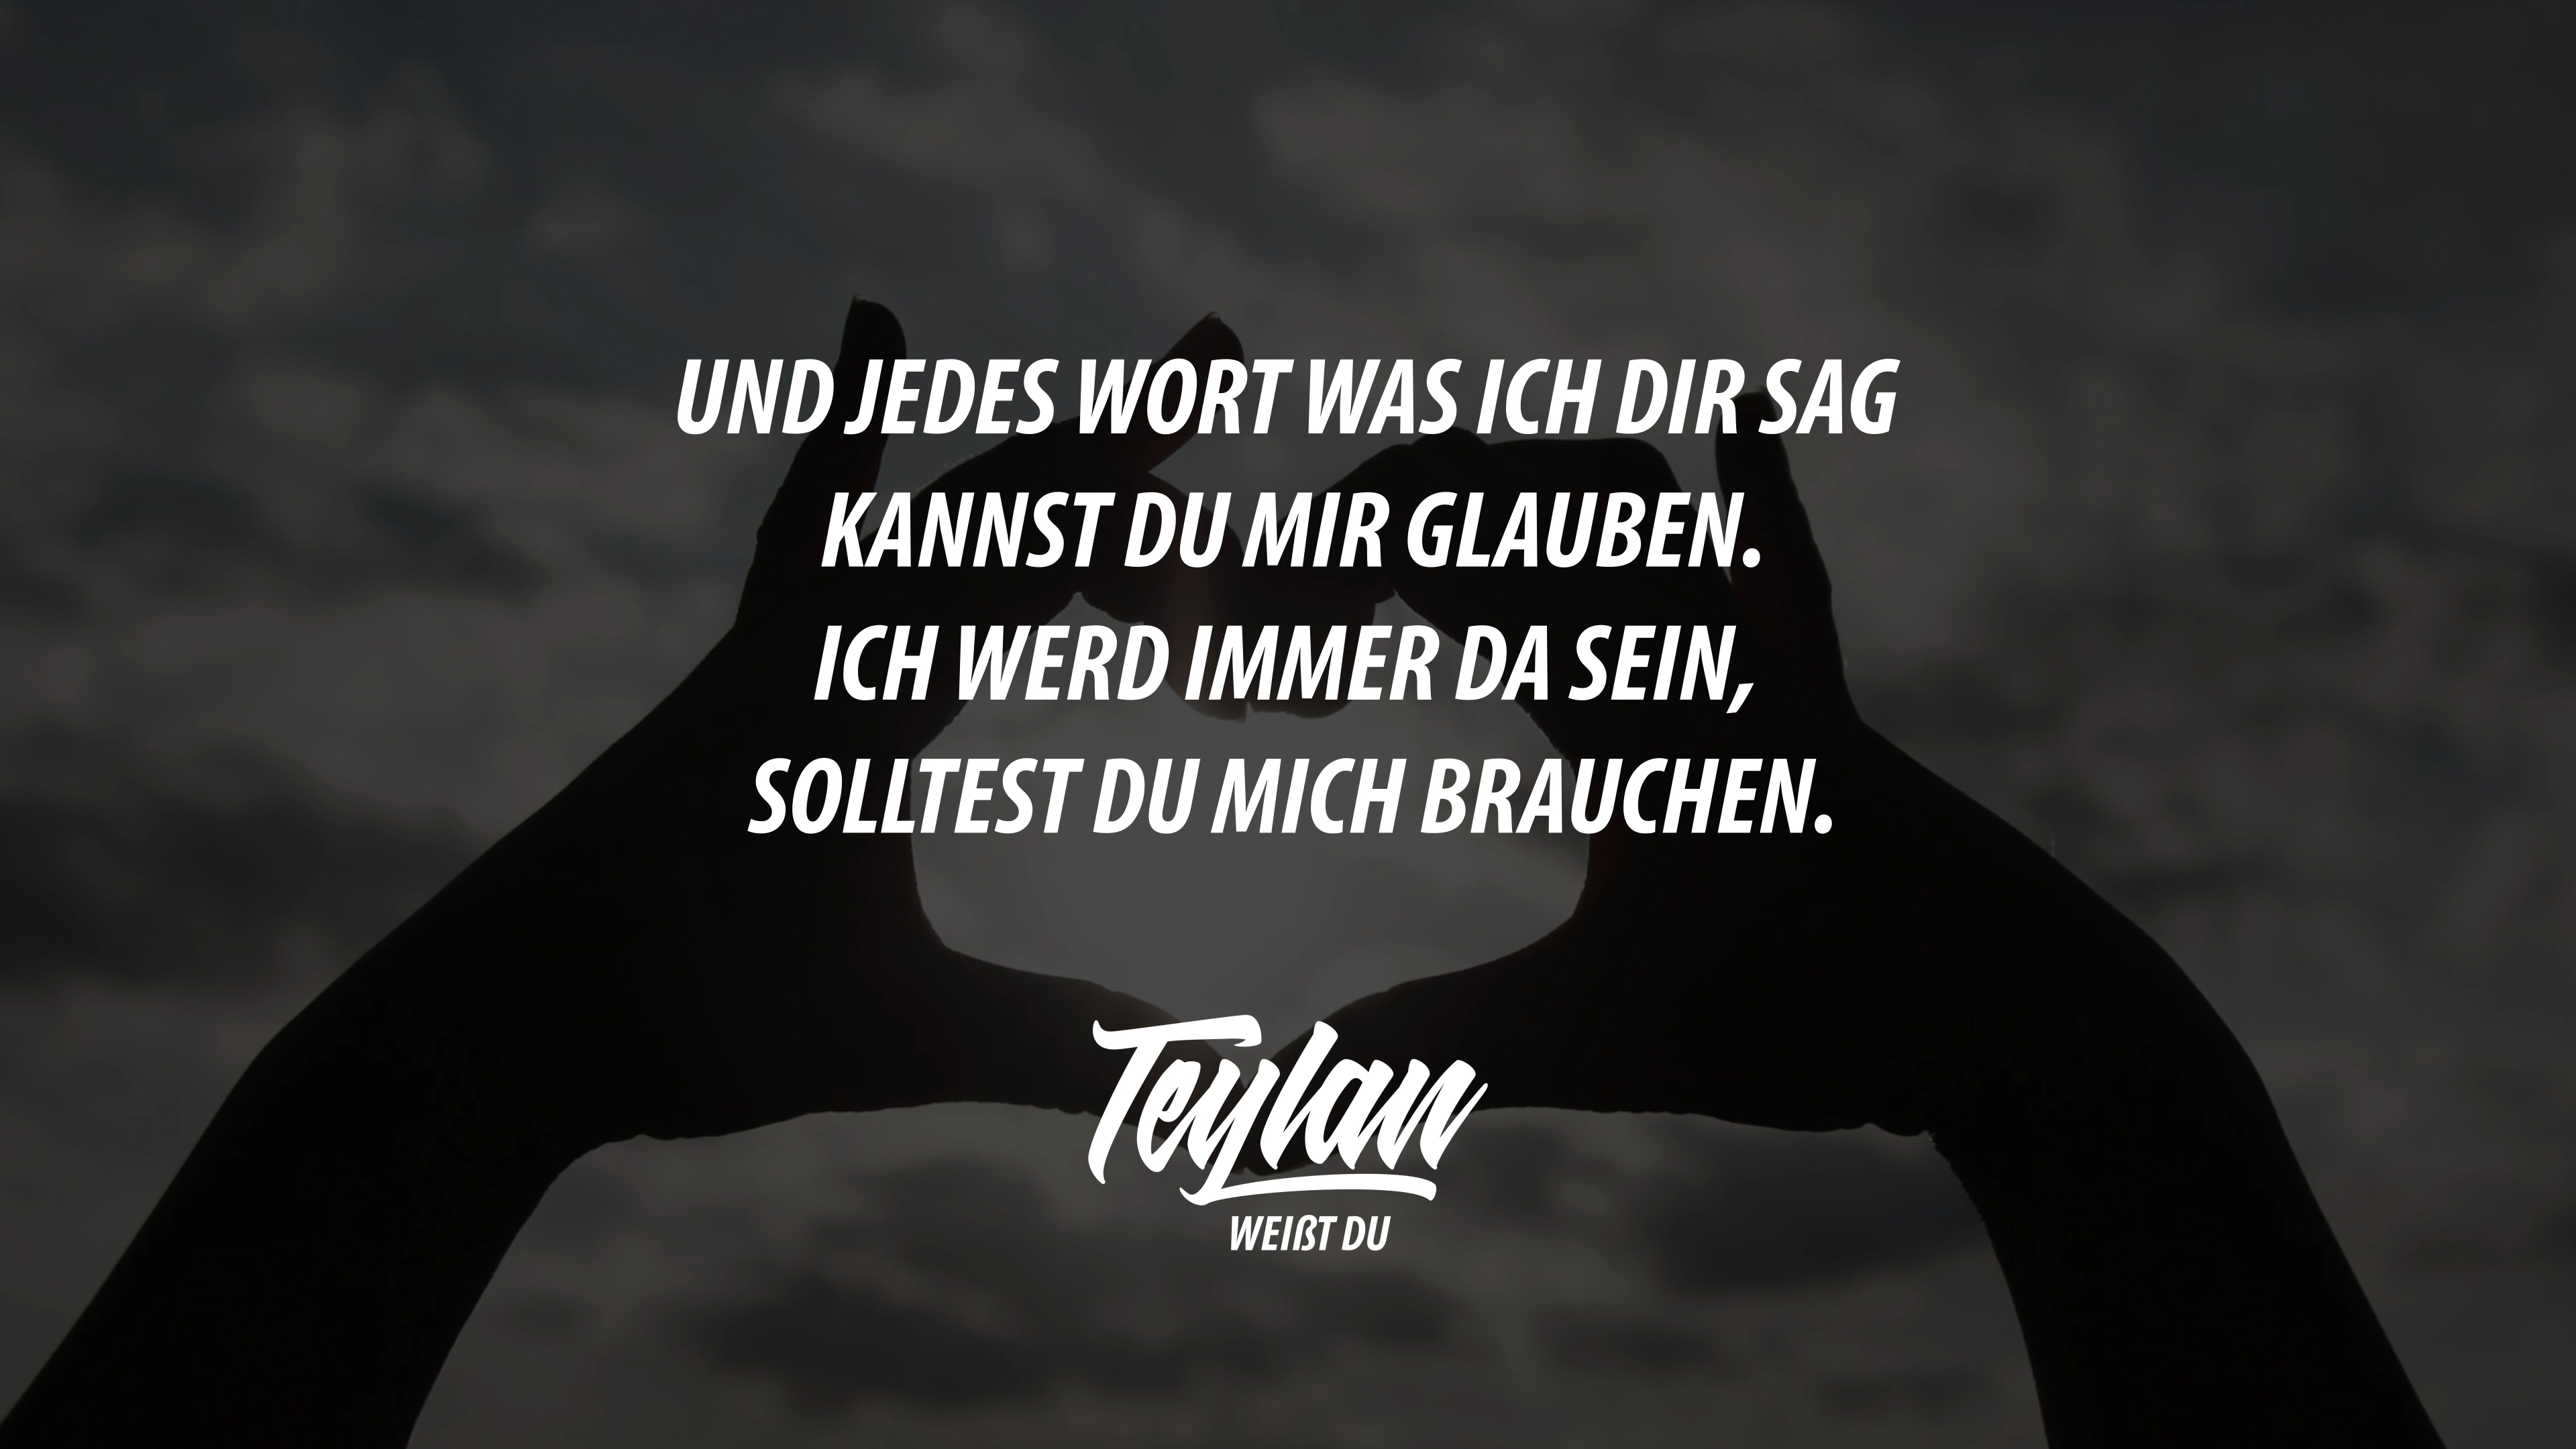 UND JEDES WORT WAS ICH DIR SAG
KANNST DU MIR GLAUBEN.
ICH WERD IMMER DA SEIN,
SOLLTEST DU MICH BRAUCHEN.
Teylan
WEIßT DU